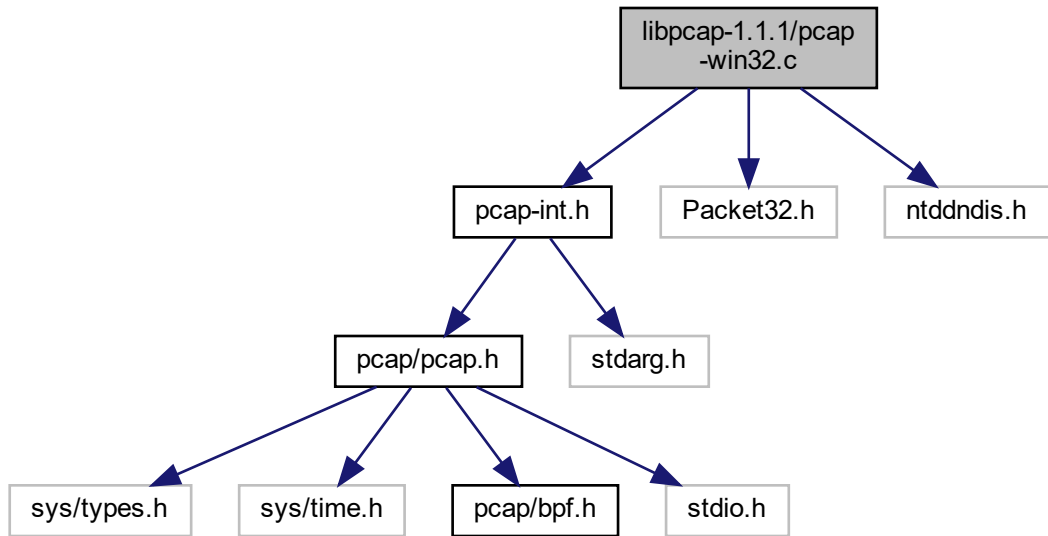 libpcap-1.1.1/pcap
-win32.c
pcap-int.h
Packet32.h
ntddndis.h
pcap/pcap.h
stdarg.h
sys/types.h
sys/time.h
pcap/bpf.h
stdio.h